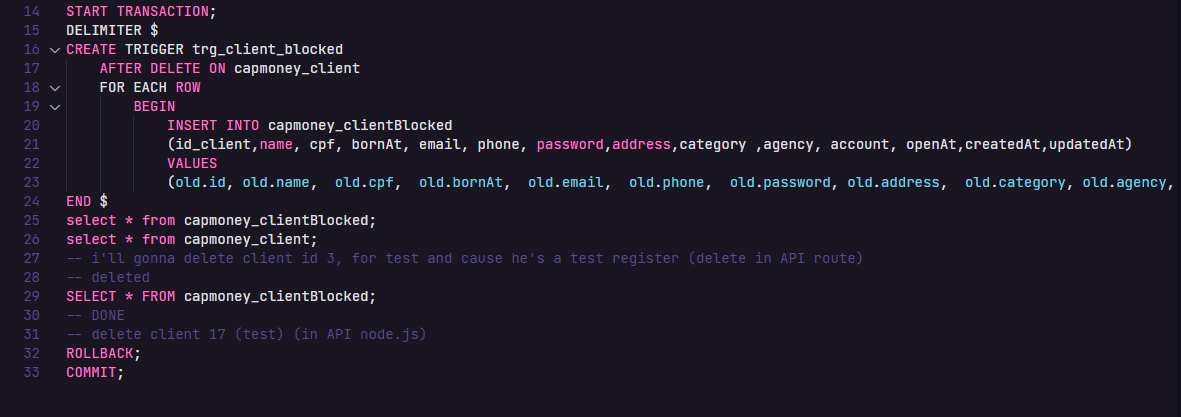 14 START TRANSACTION;
15 DELIMITER $
16 CREATE TRIGGER trg_client_blocked
17 AFTER DELETE ON capmoney_client
18 FOR EACH ROW
19 BEGIN
20 INSERT INTO capmoney_clientBlocked
21 (id_client,name, cpf, bornAt, email, phone, password,address,category ,agency, account, openAt,createdAt,updatedAt)
22 VALUES
23 (old.id, old.name,  old.cpf,  old.bornAt,  old.email,  old.phone,  old.password, old.address,  old.category, old.agency,
24 END $
25 select * from capmoney_clientBlocked;
26 select * from capmoney_client;
27 -- i'll gonna delete client id 3, for test and cause he's a test register (delete in API route)
28 -- deleted
29 SELECT * FROM capmoney_clientBlocked;
30 -- DONE
31 -- delete client 17 (test) (in API node.js)
32 ROLLBACK;
33 COMMIT;